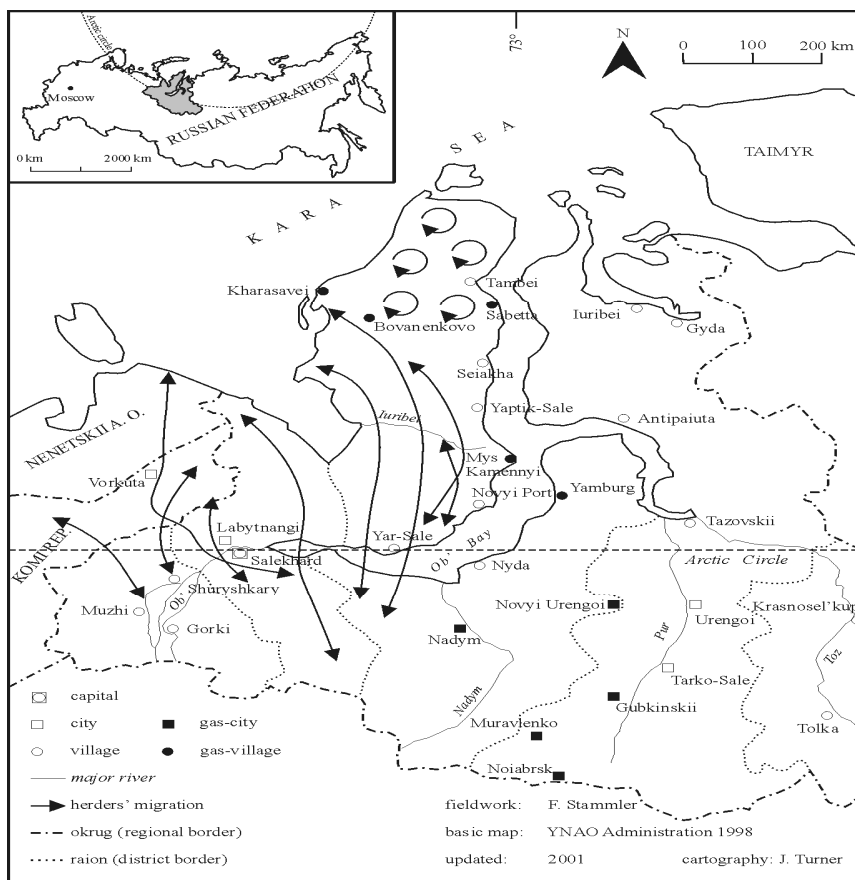 Arctic circle
Moscow
RUSSIAN FEDERATION
0 km 2000 km
73°
N
0 100 200 km
KARA SEA
TAIMYR
Kharasavei
Tambei
Bovanenkovo
Sabetta
Iuribei
Gyda
Seiakha
Yaptik-Sale
Iuribei
Antipaiuta
NENETSKII A. O.
Mys
Kamennyi
Vorkuta
Novyi Port
Yamburg
Labytnangi
Yar-Sale
Ob' Bay
Tazovskii
KOMI REP.
Salekhard
Arctic Circle
Nyda
Shuryshkary
Ob'
Muzhi
Novyi Urengoi
Urengoi
Krasnosel'kup
Gorki
Nadym
Pur
Toz
Tarko-Sale
Nadym
Gubkinskii
Tolka
Muravlenko
Noiabrsk
capital
city gas-city
village gas-village
major river
herders' migration fieldwork: F. Stammler
okrug (regional border) basic map: YNAO Administration 1998
raion (district border) updated: 2001 cartography: J. Turner